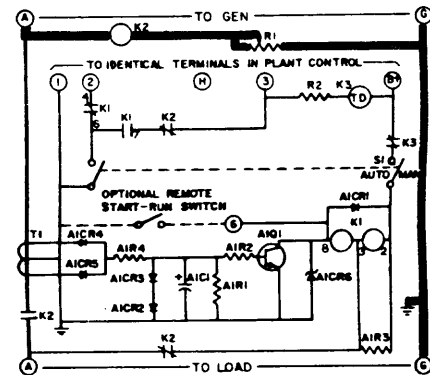 A TO GEN G
K2
R1
TO IDENTICAL TERMINALS IN PLANT CONTROL
1 2 H 3 B+
R2 K3
TD
4
K1
6
K1 K2
K3
S1
AUTO MAN
OPTIONAL REMOTE
START-RUN SWITCH
6
A1CR1
K1
8 3 2
T1
A1CR4
A1CR5
A1R4
A1R2
A1Q1
A1CR3
A1CR2
+
A1C1
A1R1
A1CR6
K2
K2
A1R3
A TO LOAD G